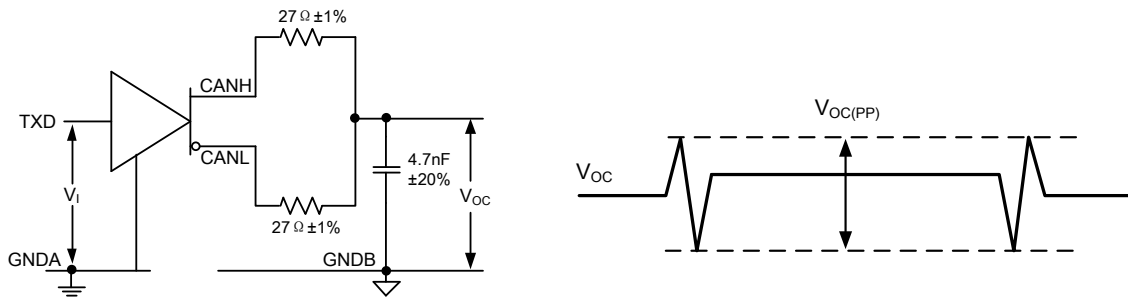 27 Ω ±1%
CANH
TXD
CANL
4.7nF
±20%
V_I
V_OC
27 Ω ±1%
GNDA
GNDB
V_OC(PP)
V_OC